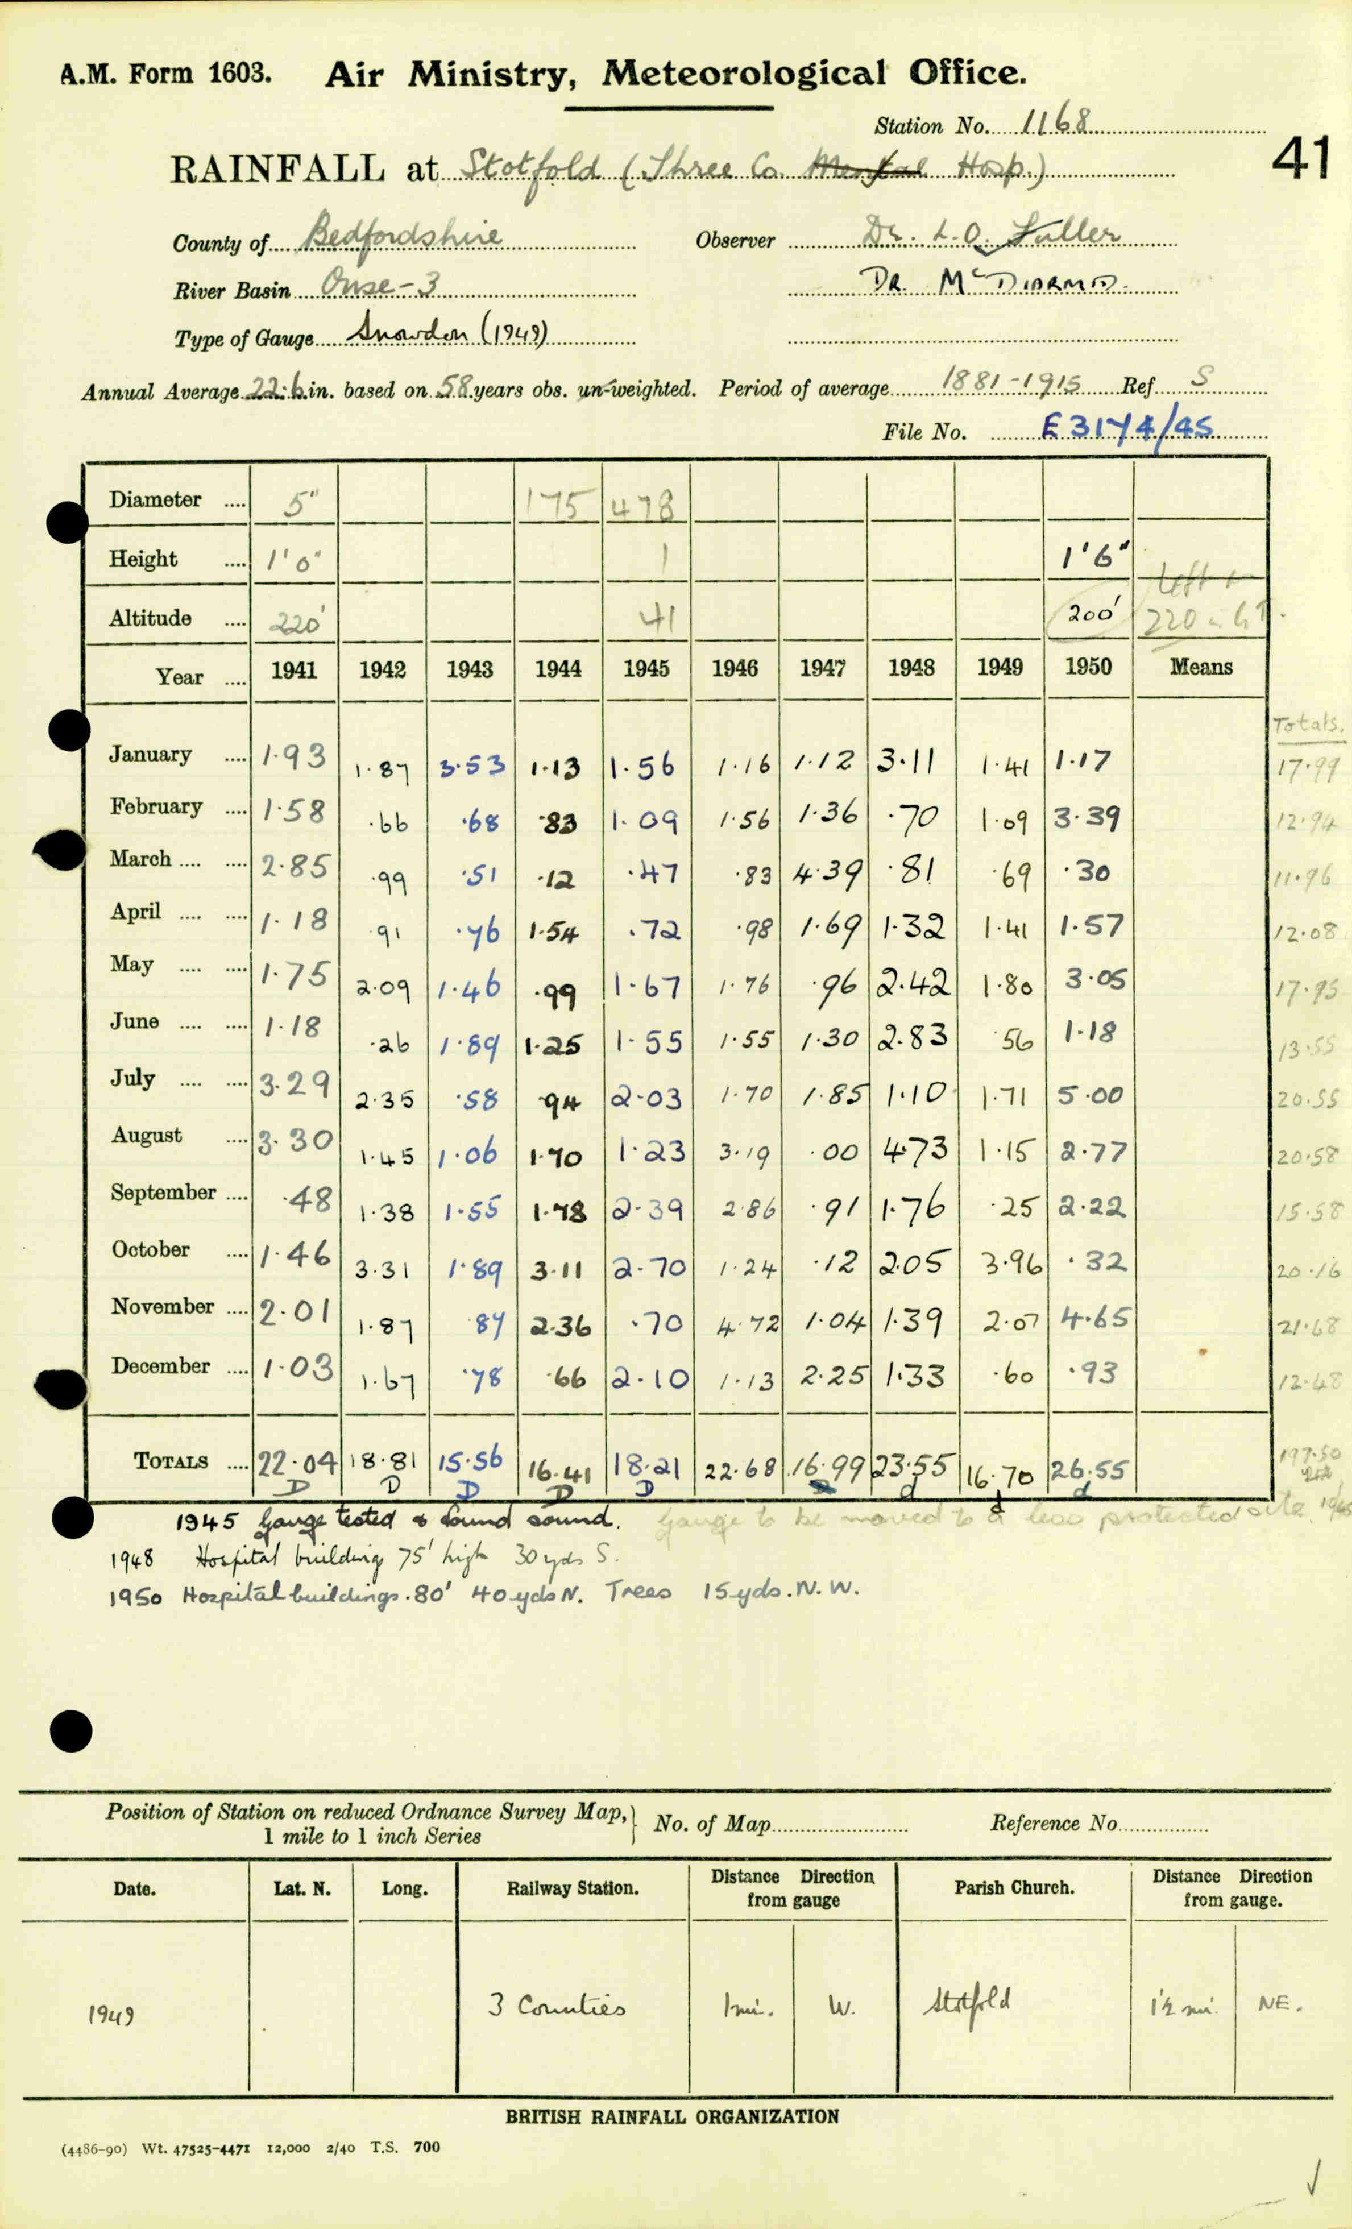 A.M. Form 1603. Air Ministry, Meteorological Office.
Station No. 1168
41
RAINFALL at Stotfold (Three Co. Mental Hosp.)
County of Bedfordshire Observer Dr. L.O. Fuller
River Basin Ouse-3 DR. McDIARMID.
Type of Gauge Snowdon (1949)
Annual Average 22.6 in. based on 58 years obs. un-weighted. Period of average 1881-1915 Ref S
File No. E3174/45
Diameter .... 5" 175 478
Height .... 1'0" 1 1'6"
Altitude .... 220' 41 200' 220
Year .... 1941 1942 1943 1944 1945 1946 1947 1948 1949 1950 Means
Totals.
January .... 1.93 1.87 3.53 1.13 1.56 1.16 1.12 3.11 1.41 1.17 17.99
February .... 1.58 .66 .68 .83 1.09 1.56 1.36 .70 1.09 3.39 12.94
March .... .... 2.85 .99 .51 .12 .47 .83 4.39 .81 .69 .30 11.96
April .... .... 1.18 .91 .76 1.54 .72 .98 1.69 1.32 1.41 1.57 12.08
May .... .... 1.75 2.09 1.46 .99 1.67 1.76 .96 2.42 1.80 3.05 17.95
June .... .... 1.18 .26 1.89 1.25 1.55 1.55 1.30 2.83 .56 1.18 13.55
July .... .... 3.29 2.35 .58 .94 2.03 1.70 1.85 1.10 1.71 5.00 20.55
August .... 3.30 1.45 1.06 1.70 1.23 3.19 .00 4.73 1.15 2.77 20.58
September .... .48 1.38 1.55 1.78 2.39 2.86 .91 1.76 .25 2.22 15.58
October .... 1.46 3.31 1.89 3.11 2.70 1.24 .12 2.05 3.96 .32 20.16
November .... 2.01 1.87 .87 2.36 .70 4.72 1.04 1.39 2.07 4.65 21.68
December .... 1.03 1.67 .78 .66 2.10 1.13 2.25 1.33 .60 .93 12.48
TOTALS .... 22.04 18.81 15.56 16.41 18.21 22.68 16.99 23.55 16.70 26.55 197.50
D D D D D d d d
1945 Gauge tested & found sound. Gauge to be moved to a less protected site.
1948 Hospital building 75' high 30 yds S.
1950 Hospital buildings. 80' 40 yds N. Trees 15 yds. N.W.
Position of Station on reduced Ordnance Survey Map, 1 mile to 1 inch Series } No. of Map Reference No.
Date. Lat. N. Long. Railway Station. Distance Direction from gauge Parish Church. Distance Direction from gauge.
1949 3 Counties 1 mi. W. Stotfold 1½ mi. NE.
BRITISH RAINFALL ORGANIZATION
(4486-90) Wt. 47525-4471 12,000 2/40 T.S. 700